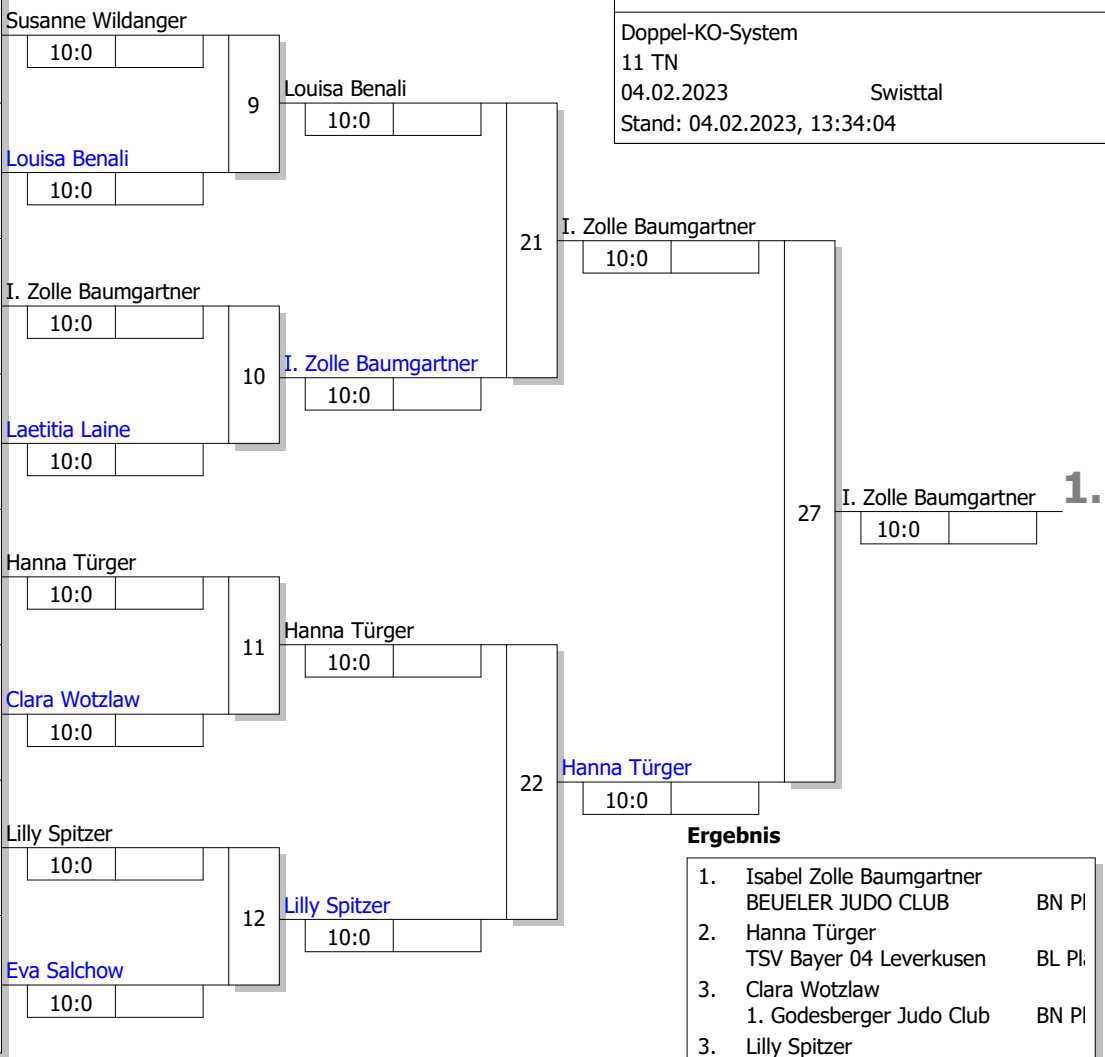 Susanne Wildanger
10:0
9
Louisa Benali
10:0
Louisa Benali
10:0
I. Zolle Baumgartner
10:0
10
I. Zolle Baumgartner
10:0
Laetitia Laine
10:0
21
I. Zolle Baumgartner
10:0
Hanna Türger
10:0
11
Hanna Türger
10:0
Clara Wotzlaw
10:0
Lilly Spitzer
10:0
12
Lilly Spitzer
10:0
Eva Salchow
10:0
22
Hanna Türger
10:0
27
I. Zolle Baumgartner 1.
10:0
Doppel-KO-System
11 TN
04.02.2023 Swisttal
Stand: 04.02.2023, 13:34:04
Ergebnis
1. Isabel Zolle Baumgartner
BEUELER JUDO CLUB BN
2. Hanna Türger
TSV Bayer 04 Leverkusen BL
3. Clara Wotzlaw
1. Godesberger Judo Club BN
3. Lilly Spitzer